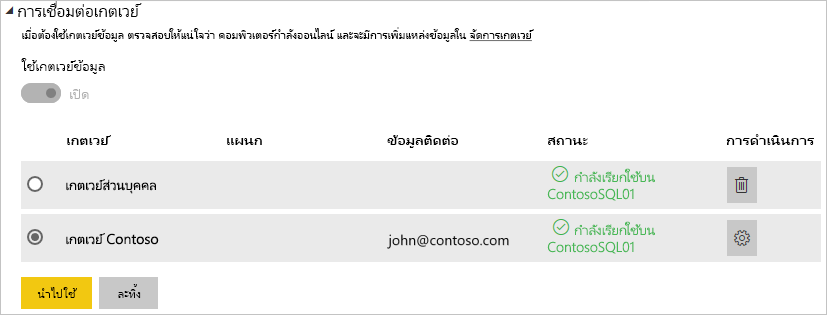 การเชื่อมต่อเกตเวย์
เมื่อต้องใช้เกตเวย์ข้อมูล ตรวจสอบให้แน่ใจว่า คอมพิวเตอร์กำลังออนไลน์ และจะมีการเพิ่มแหล่งข้อมูลใน จัดการเกตเวย์
ใช้เกตเวย์ข้อมูล
เปิด
เกตเวย์ แผนก ข้อมูลติดต่อ สถานะ การดำเนินการ
เกตเวย์ส่วนบุคคล กำลังเรียกใช้บน
ContosoSQL01
เกตเวย์ Contoso john@contoso.com กำลังเรียกใช้บน
ContosoSQL01
นำไปใช้ ละทิ้ง